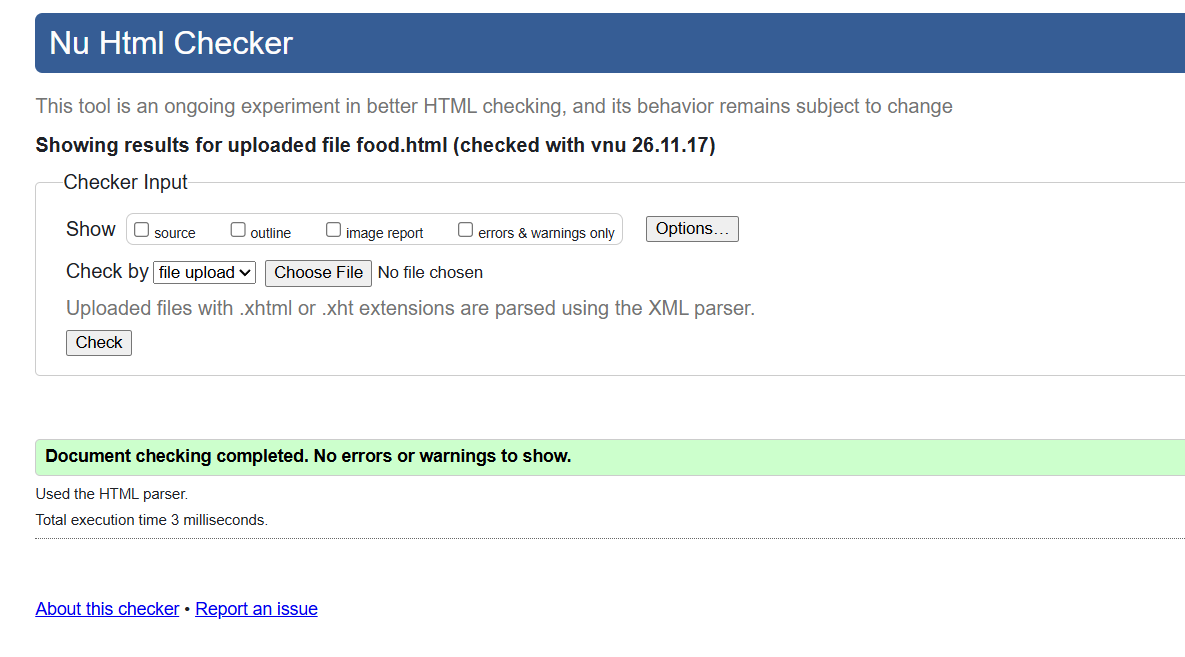 Nu Html Checker
This tool is an ongoing experiment in better HTML checking, and its behavior remains subject to change
Showing results for uploaded file food.html (checked with vnu 26.11.17)
Checker Input
Show source outline image report errors & warnings only Options...
Check by file upload Choose File No file chosen
Uploaded files with .xhtml or .xht extensions are parsed using the XML parser.
Check
Document checking completed. No errors or warnings to show.
Used the HTML parser.
Total execution time 3 milliseconds.
About this checker • Report an issue